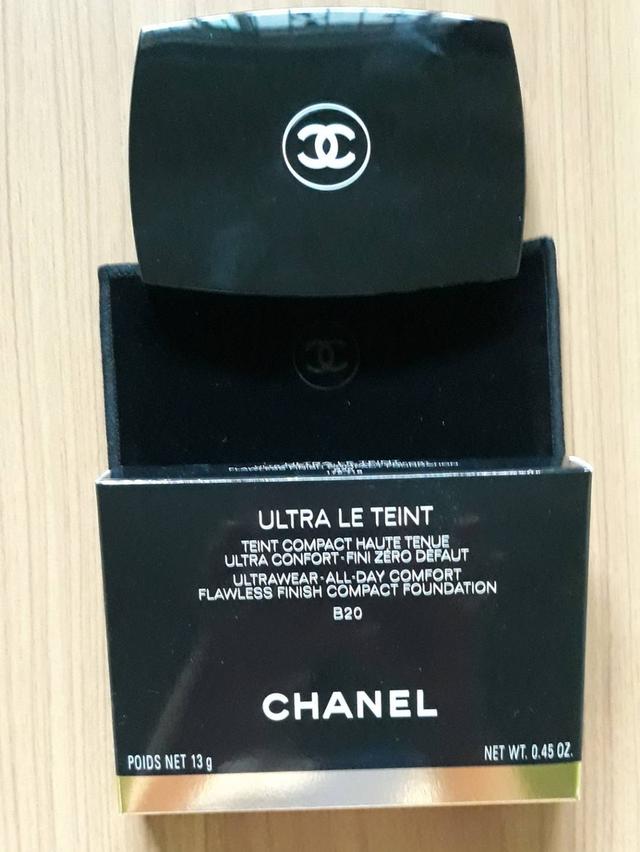 ULTRA LE TEINT
TEINT COMPACT HAUTE TENUE
ULTRA CONFORT-FINI ZÉRO DÉFAUT
ULTRAWEAR-ALL-DAY COMFORT
FLAWLESS FINISH COMPACT FOUNDATION
B20
CHANEL
POIDS NET 13 g
NET WT. 0.45 OZ.